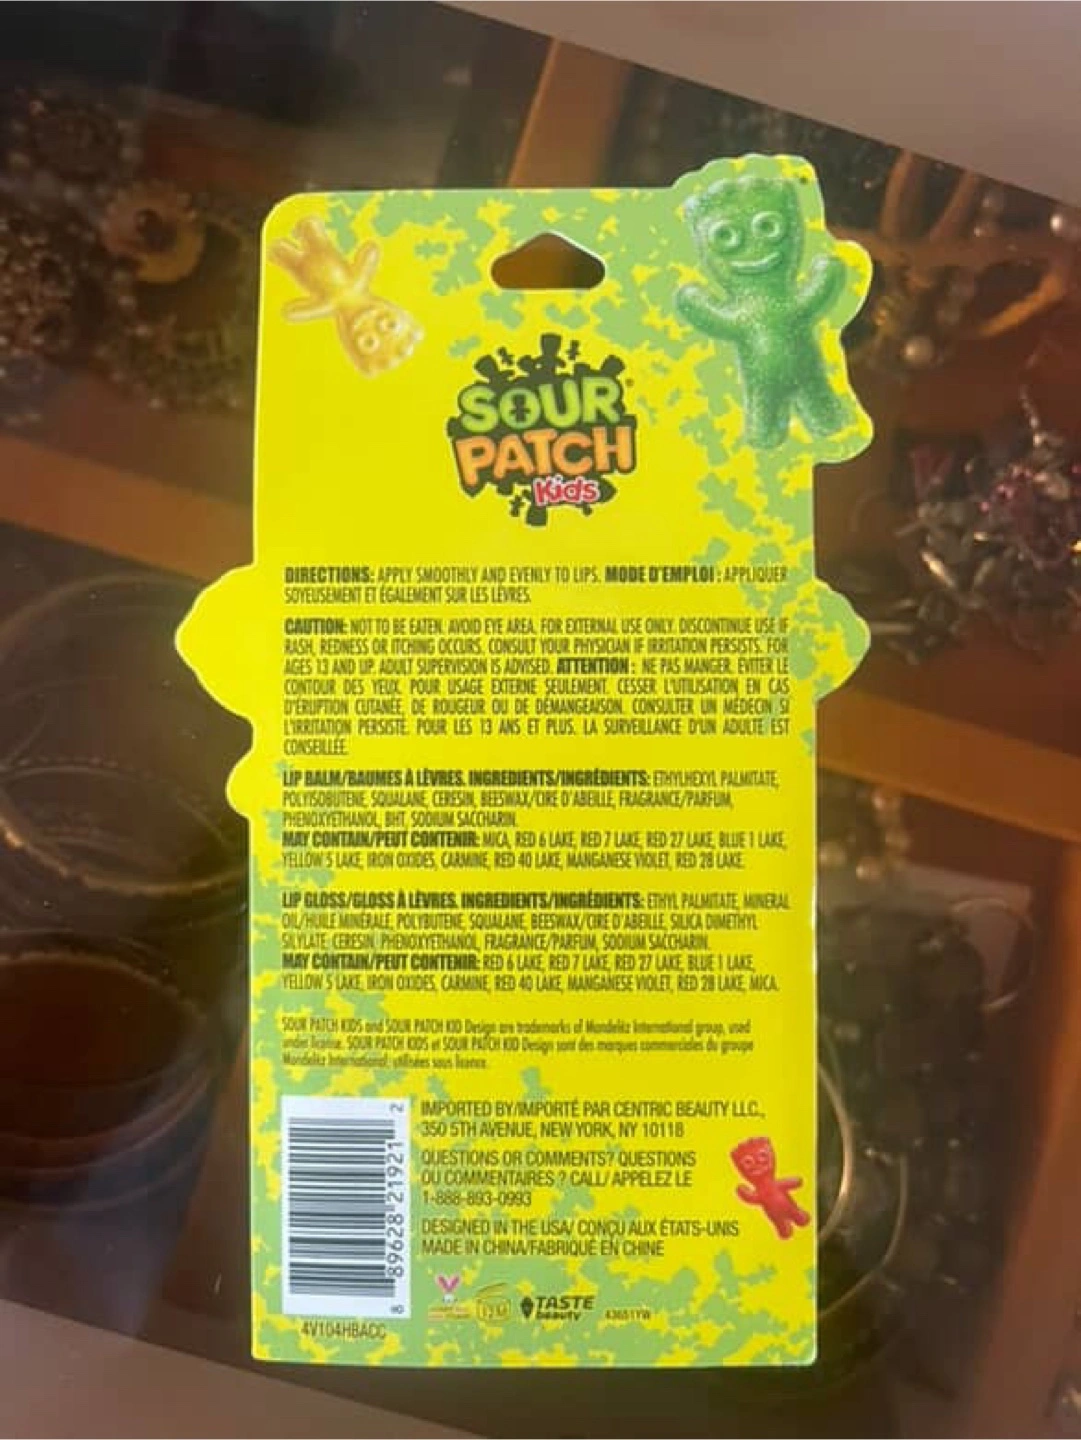 SOUR
PATCH
Kids
DIRECTIONS: APPLY SMOOTHLY AND EVENLY TO LIPS. MODE D'EMPLOI : APPLIQUER
SOYEUSEMENT ET ÉGALEMENT SUR LES LÈVRES.
CAUTION: NOT TO BE EATEN. AVOID EYE AREA. FOR EXTERNAL USE ONLY. DISCONTINUE USE IF
RASH, REDNESS OR ITCHING OCCURS. CONSULT YOUR PHYSICIAN IF IRRITATION PERSISTS. FOR
AGES 13 AND UP. ADULT SUPERVISION IS ADVISED. ATTENTION : NE PAS MANGER. ÉVITER LE
CONTOUR DES YEUX. POUR USAGE EXTERNE SEULEMENT. CESSER L'UTILISATION EN CAS
D'ÉRUPTION CUTANÉE, DE ROUGEUR OU DE DÉMANGEAISON. CONSULTER UN MÉDECIN SI
L'IRRITATION PERSISTE. POUR LES 13 ANS ET PLUS. LA SURVEILLANCE D'UN ADULTE EST
CONSEILLÉE.
LIP BALM/BAUMES À LÈVRES. INGREDIENTS/INGRÉDIENTS: ETHYLHEXYL PALMITATE,
POLYISOBUTENE, SQUALANE, CERESIN, BEESWAX/CIRE D'ABEILLE, FRAGRANCE/PARFUM,
PHENOXYETHANOL, BHT, SODIUM SACCHARIN.
MAY CONTAIN/PEUT CONTENIR: MICA, RED 6 LAKE, RED 7 LAKE, RED 27 LAKE, BLUE 1 LAKE,
YELLOW 5 LAKE, IRON OXIDES, CARMINE, RED 40 LAKE, MANGANESE VIOLET, RED 28 LAKE.
LIP GLOSS/GLOSS À LÈVRES. INGREDIENTS/INGRÉDIENTS: ETHYL PALMITATE, MINERAL
OIL/HUILE MINÉRALE, POLYBUTENE, SQUALANE, BEESWAX/CIRE D'ABEILLE, SILICA DIMETHYL
SILYLATE, CERESIN, PHENOXYETHANOL, FRAGRANCE/PARFUM, SODIUM SACCHARIN.
MAY CONTAIN/PEUT CONTENIR: RED 6 LAKE, RED 7 LAKE, RED 27 LAKE, BLUE 1 LAKE,
YELLOW 5 LAKE, IRON OXIDES, CARMINE, RED 40 LAKE, MANGANESE VIOLET, RED 28 LAKE, MICA.
SOUR PATCH KIDS and SOUR PATCH KID Design are trademarks of Mondelēz International group, used
under license. SOUR PATCH KIDS et SOUR PATCH KID Design sont des marques commerciales du groupe
Mondelēz International, utilisées sous licence.
IMPORTED BY/IMPORTÉ PAR CENTRIC BEAUTY LLC.,
350 5TH AVENUE, NEW YORK, NY 10118
QUESTIONS OR COMMENTS? QUESTIONS
OU COMMENTAIRES ? CALL/ APPELEZ LE
1-888-893-0993
DESIGNED IN THE USA/ CONÇU AUX ÉTATS-UNIS
MADE IN CHINA/FABRIQUÉ EN CHINE
8 89628 21921 2
4V104HBACC
12M
TASTE
beauty
43651YW